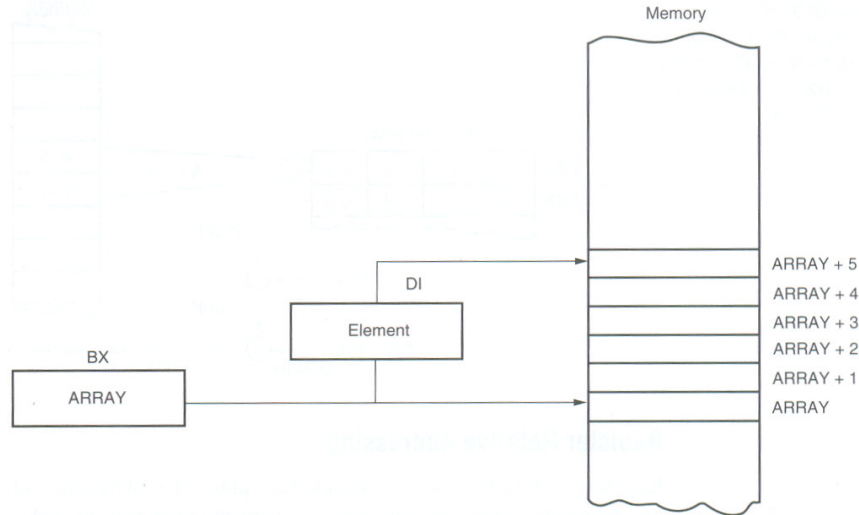 Memory
ARRAY + 5
DI
ARRAY + 4
Element
ARRAY + 3
ARRAY + 2
BX
ARRAY + 1
ARRAY
ARRAY